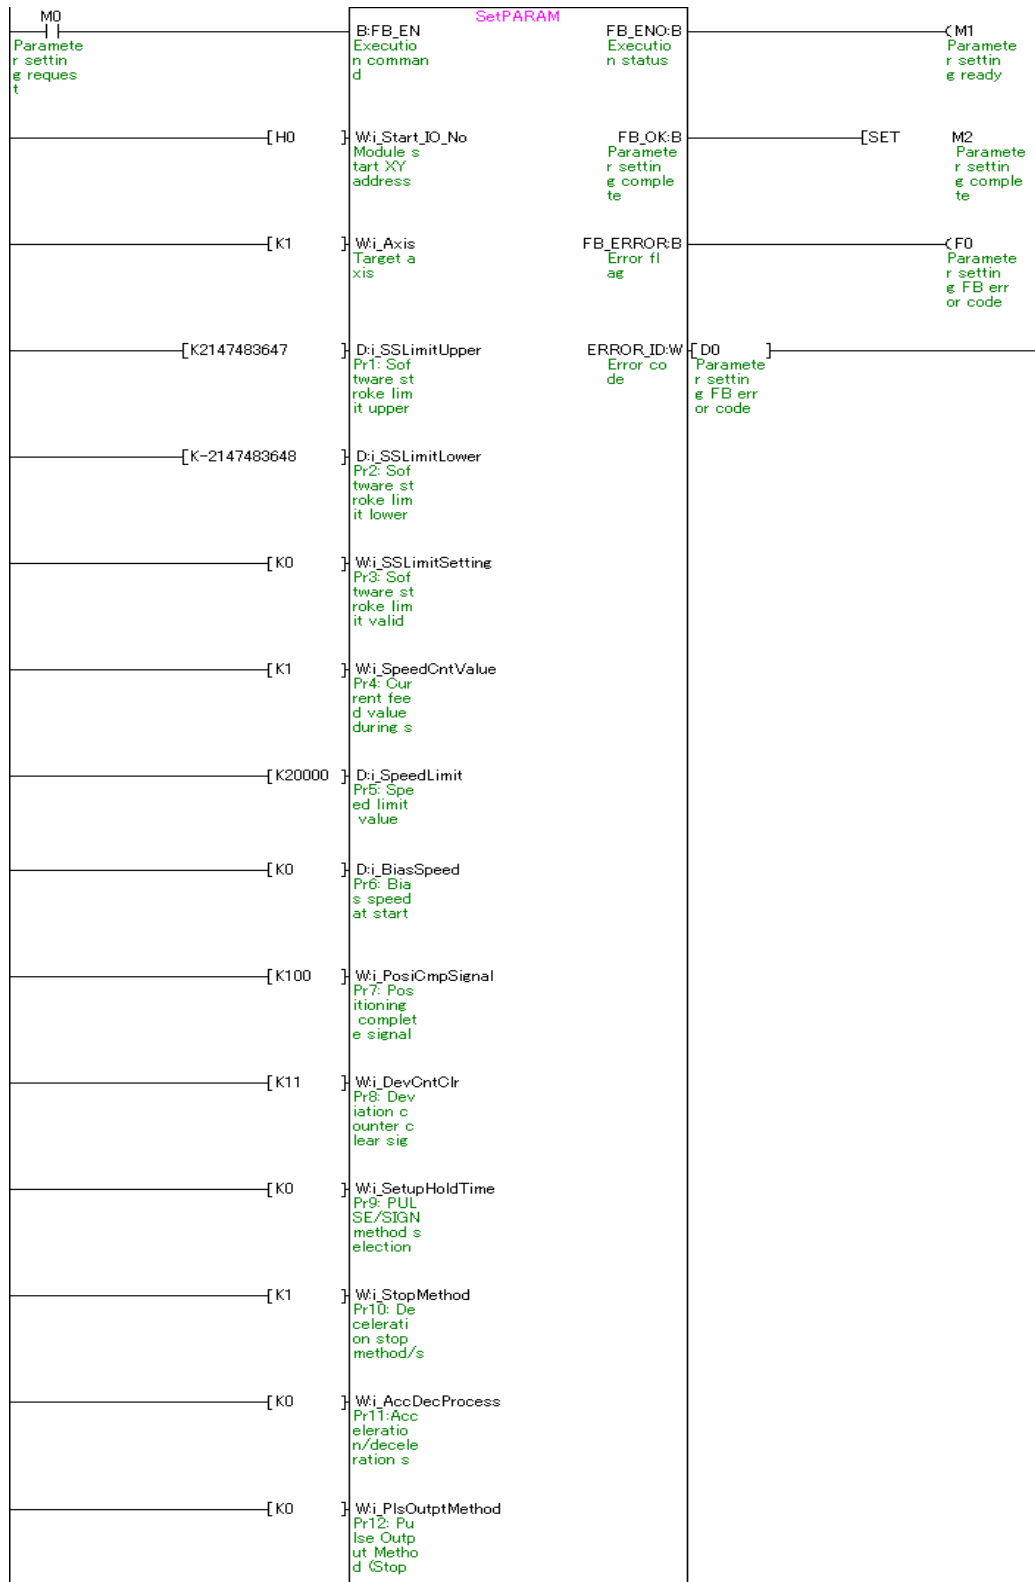 SetPARAM
M0
B:FB_EN
FB_ENO:B
M1
Paramete
r settin
g reques
t
Executio
n comman
d
Executio
n status
Paramete
r settin
g ready
H0
W:i_Start_IO_No
FB_OK:B
SET M2
Module s
tart XY
address
Paramete
r settin
g comple
te
Paramete
r settin
g comple
te
K1
W:i_Axis
FB_ERROR:B
F0
Target a
xis
Error fl
ag
Paramete
r settin
g FB err
or code
K2147483647
D:i_SSLimitUpper
ERROR_ID:W
D0
Pr1: Sof
tware st
roke lim
it upper
Error co
de
Paramete
r settin
g FB err
or code
K-2147483648
D:i_SSLimitLower
Pr2: Sof
tware st
roke lim
it lower
K0
W:i_SSLimitSetting
Pr3: Sof
tware st
roke lim
it valid
K1
W:i_SpeedCntValue
Pr4: Cur
rent fee
d value
during s
K20000
D:i_SpeedLimit
Pr5: Spe
ed limit
value
K0
D:i_BiasSpeed
Pr6: Bia
s speed
at start
K100
W:i_PosiCmpSignal
Pr7: Pos
itioning
complet
e signal
K11
W:i_DevCntClr
Pr8: Dev
iation c
ounter c
lear sig
K0
W:i_SetupHoldTime
Pr9: PUL
SE/SIGN
method s
election
K1
W:i_StopMethod
Pr10: De
celerati
on stop
method/s
K0
W:i_AccDecProcess
Pr11:Acc
eleratio
n/decele
ration s
K0
W:i_PlsOutptMethod
Pr12: Pu
lse Outp
ut Metho
d (Stop